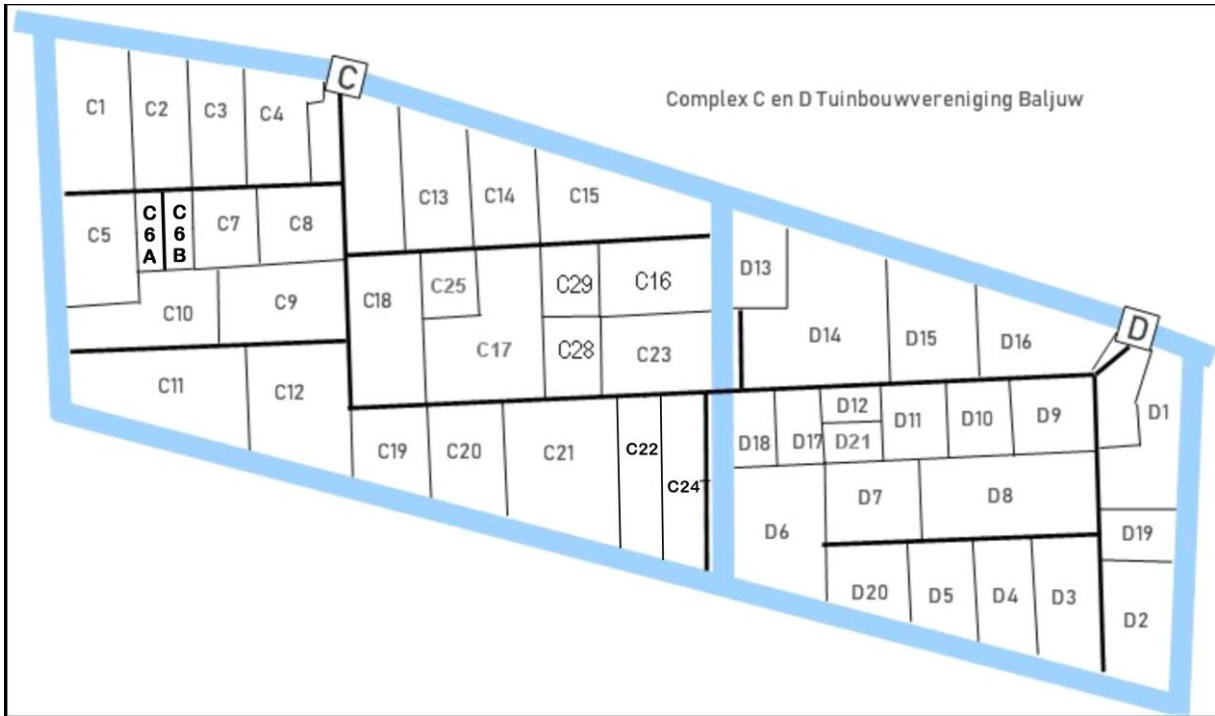 C
Complex C en D Tuinbouwvereniging Baljuw
C1
C2
C3
C4
C13
C14
C15
C5
C
6
A
C
6
B
C7
C8
C10
C9
C18
C25
C29
C16
C17
C28
C23
C11
C12
C19
C20
C21
C22
C24
D
D13
D14
D15
D16
D1
D18
D17
D12
D21
D11
D10
D9
D6
D7
D8
D19
D20
D5
D4
D3
D2